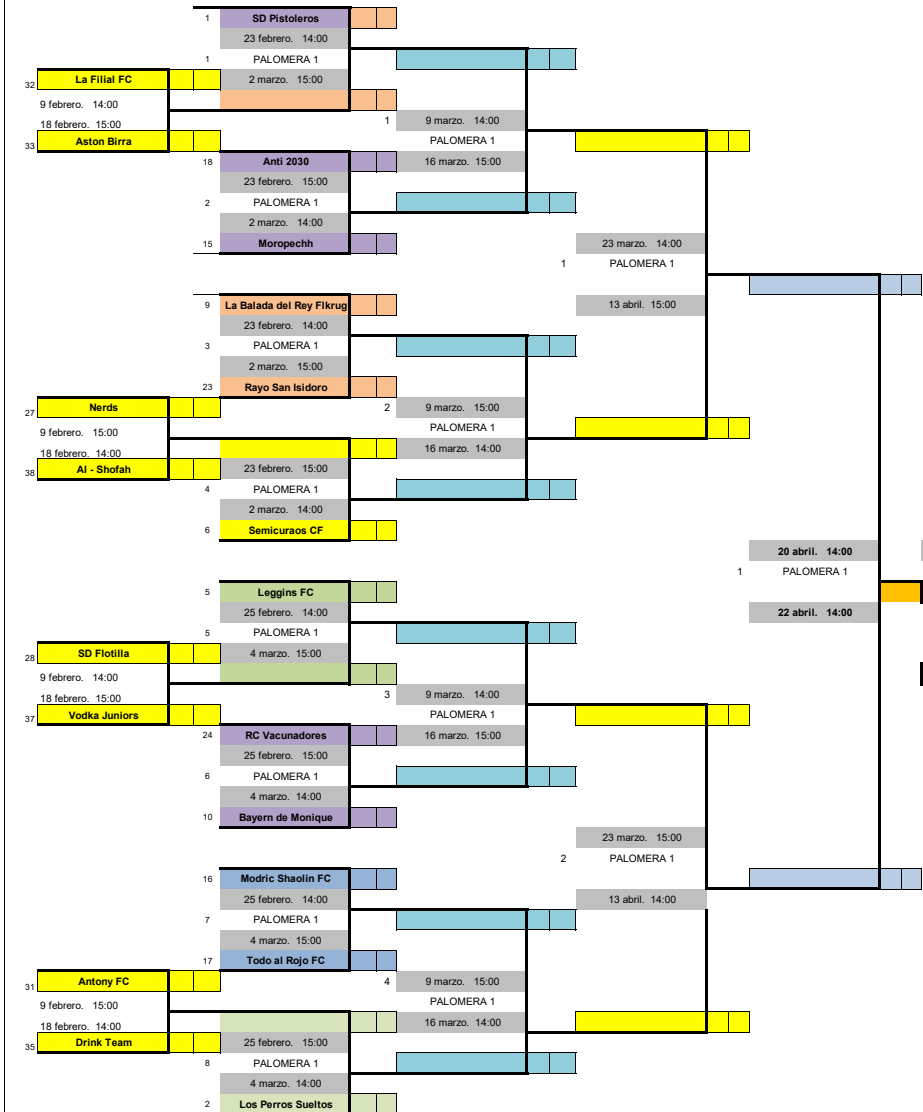 1 SD Pistoleros
23 febrero. 14:00
1 PALOMERA 1
32 La Filial FC
2 marzo. 15:00
9 febrero. 14:00
18 febrero. 15:00
1 9 marzo. 14:00
33 Aston Birra
PALOMERA 1
18 Anti 2030
16 marzo. 15:00
23 febrero. 15:00
2 PALOMERA 1
2 marzo. 14:00
15 Moropechh
23 marzo. 14:00
1 PALOMERA 1
13 abril. 15:00
9 La Balada del Rey Flkrug
23 febrero. 14:00
3 PALOMERA 1
2 marzo. 15:00
23 Rayo San Isidoro
27 Nerds
2 9 marzo. 15:00
9 febrero. 15:00
PALOMERA 1
18 febrero. 14:00
16 marzo. 14:00
38 Al - Shofah
23 febrero. 15:00
4 PALOMERA 1
2 marzo. 14:00
6 Semicuraos CF
20 abril. 14:00
1 PALOMERA 1
22 abril. 14:00
5 Leggins FC
25 febrero. 14:00
5 PALOMERA 1
28 SD Flotilla
4 marzo. 15:00
9 febrero. 14:00
18 febrero. 15:00
3 9 marzo. 14:00
37 Vodka Juniors
PALOMERA 1
24 RC Vacunadores
16 marzo. 15:00
25 febrero. 15:00
6 PALOMERA 1
4 marzo. 14:00
10 Bayern de Monique
23 marzo. 15:00
2 PALOMERA 1
13 abril. 14:00
16 Modric Shaolin FC
25 febrero. 14:00
7 PALOMERA 1
4 marzo. 15:00
17 Todo al Rojo FC
31 Antony FC
4 9 marzo. 15:00
9 febrero. 15:00
PALOMERA 1
18 febrero. 14:00
16 marzo. 14:00
35 Drink Team
25 febrero. 15:00
8 PALOMERA 1
4 marzo. 14:00
2 Los Perros Sueltos